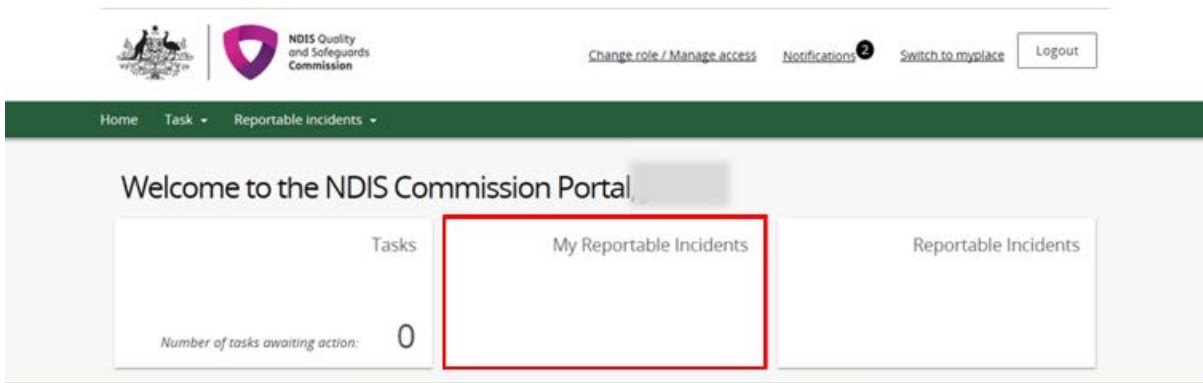 NDIS Quality
and Safeguards
Commission
Change role / Manage access Notifications 2 Switch to myplace Logout
Home Task Reportable incidents
Welcome to the NDIS Commission Portal,
Tasks
My Reportable Incidents
Reportable Incidents
Number of tasks awaiting action: 0